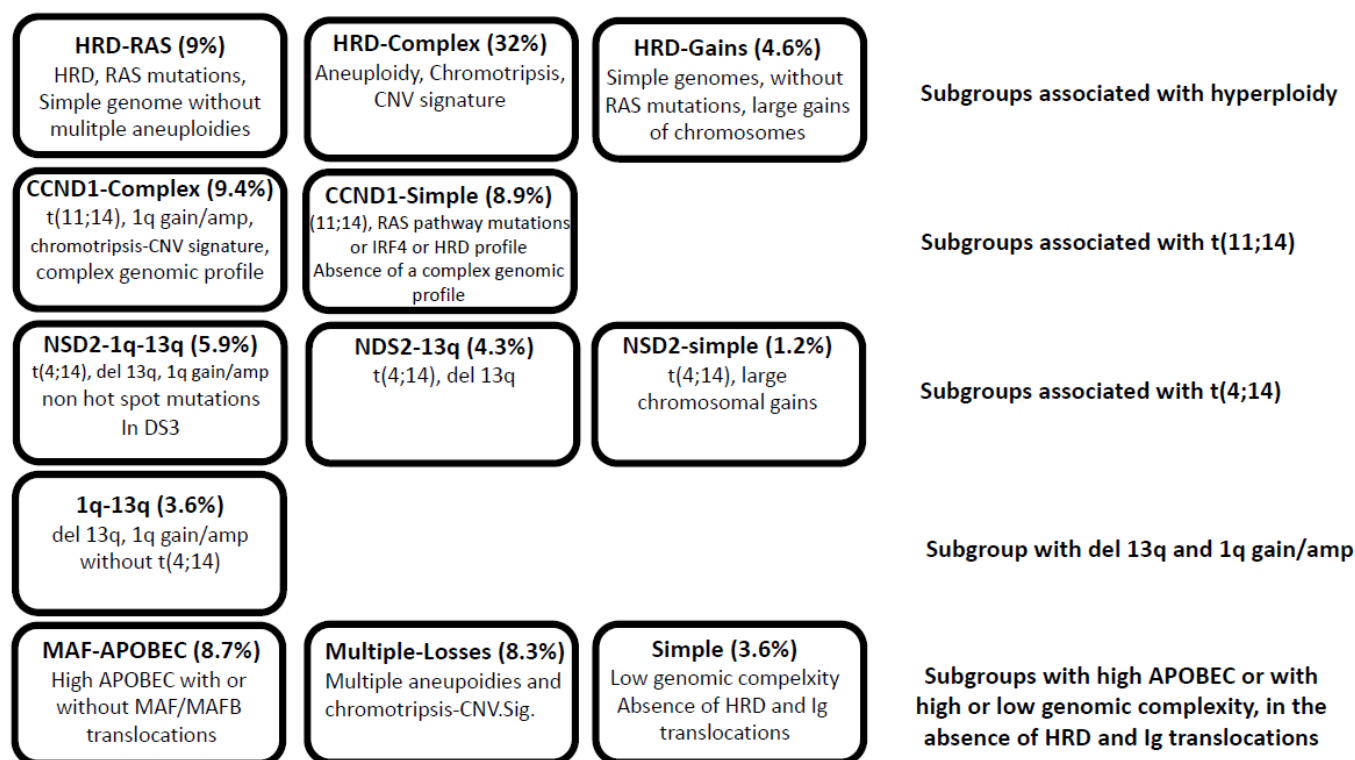 HRD-RAS (9%)
HRD, RAS mutations,
Simple genome without
mulitple aneuploidies
HRD-Complex (32%)
Aneuploidy, Chromotripsis,
CNV signature
HRD-Gains (4.6%)
Simple genomes, without
RAS mutations, large gains
of chromosomes
Subgroups associated with hyperploidy
CCND1-Complex (9.4%)
t(11;14), 1q gain/amp,
chromotripsis-CNV signature,
complex genomic profile
CCND1-Simple (8.9%)
(11;14), RAS pathway mutations
or IRF4 or HRD profile
Absence of a complex genomic
profile
Subgroups associated with t(11;14)
NSD2-1q-13q (5.9%)
t(4;14), del 13q, 1q gain/amp
non hot spot mutations
In DS3
NDS2-13q (4.3%)
t(4;14), del 13q
NSD2-simple (1.2%)
t(4;14), large
chromosomal gains
Subgroups associated with t(4;14)
1q-13q (3.6%)
del 13q, 1q gain/amp
without t(4;14)
Subgroup with del 13q and 1q gain/amp
MAF-APOBEC (8.7%)
High APOBEC with or
without MAF/MAFB
translocations
Multiple-Losses (8.3%)
Multiple aneupoidies and
chromotripsis-CNV.Sig.
Simple (3.6%)
Low genomic compelxity
Absence of HRD and Ig
translocations
Subgroups with high APOBEC or with
high or low genomic complexity, in the
absence of HRD and Ig translocations